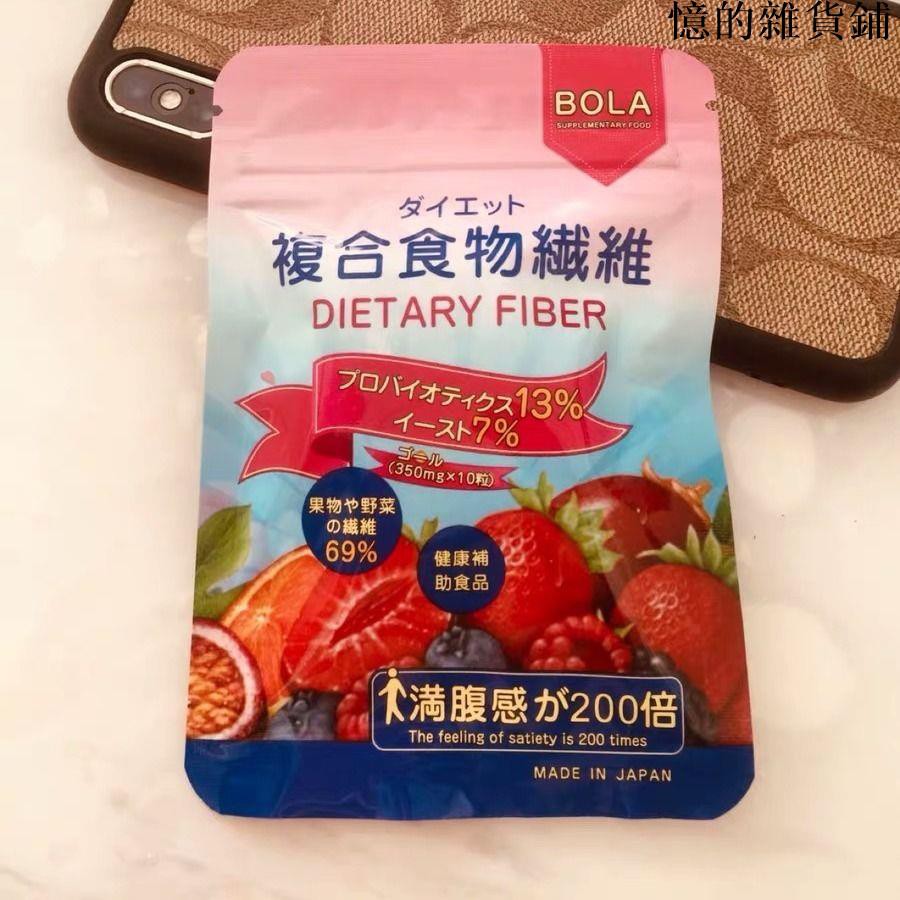 憶的雜貨鋪
BOLA
SUPPLEMENTARY FOOD
ダイエット
複合食物繊維
DIETARY FIBER
プロバイオティクス13%
イースト7%
ゴール
(350mg×10粒)
果物や野菜
の繊維
69%
健康補
助食品
満腹感が200倍
The feeling of satiety is 200 times
MADE IN JAPAN